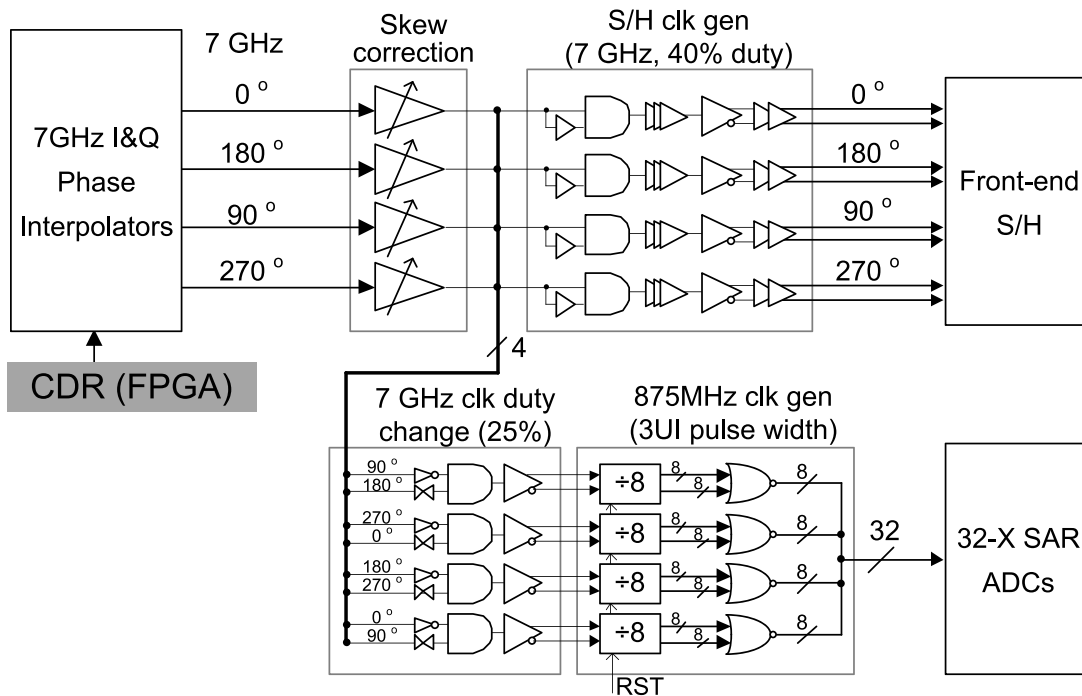 7 GHz
Skew
correction
S/H clk gen
(7 GHz, 40% duty)
7GHz I&Q
Phase
Interpolators
0 °
180 °
90 °
270 °
0 °
180 °
90 °
270 °
Front-end
S/H
CDR (FPGA)
4
7 GHz clk duty
change (25%)
875MHz clk gen
(3UI pulse width)
90 °
180 °
÷8
8
8
8
270 °
0 °
÷8
8
8
8
180 °
270 °
÷8
8
8
8
0 °
90 °
÷8
8
8
8
RST
32
32-X SAR
ADCs